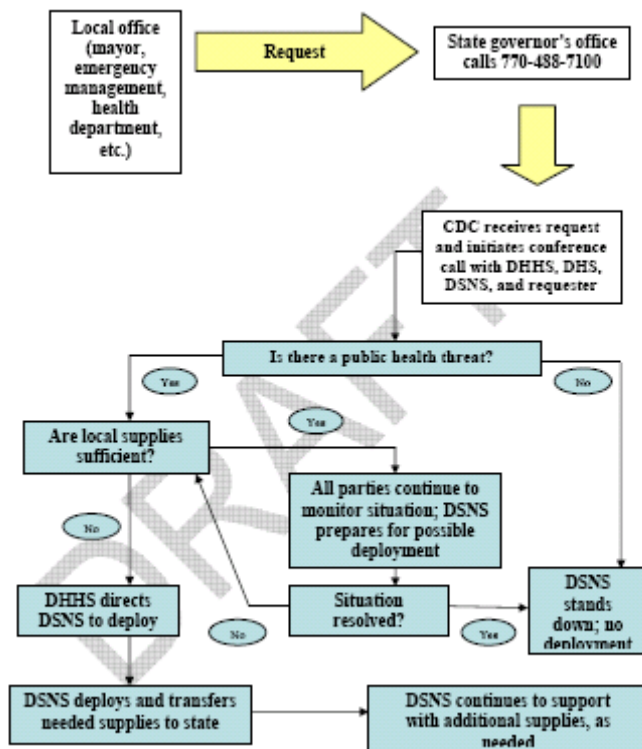 Local office
(mayor,
emergency
management,
health
department,
etc.)
Request
State governor's office
calls 770-488-7100
CDC receives request
and initiates conference
call with DHHS, DHS,
DSNS, and requester
Is there a public health threat?
Yes
No
Are local supplies
sufficient?
Yes
All parties continue to
monitor situation; DSNS
prepares for possible
deployment
No
DHHS directs
DSNS to deploy
No
Situation
resolved?
Yes
DSNS
stands
down; no
deployment
DSNS deploys and transfers
needed supplies to state
DSNS continues to support
with additional supplies, as
needed
DRAFT